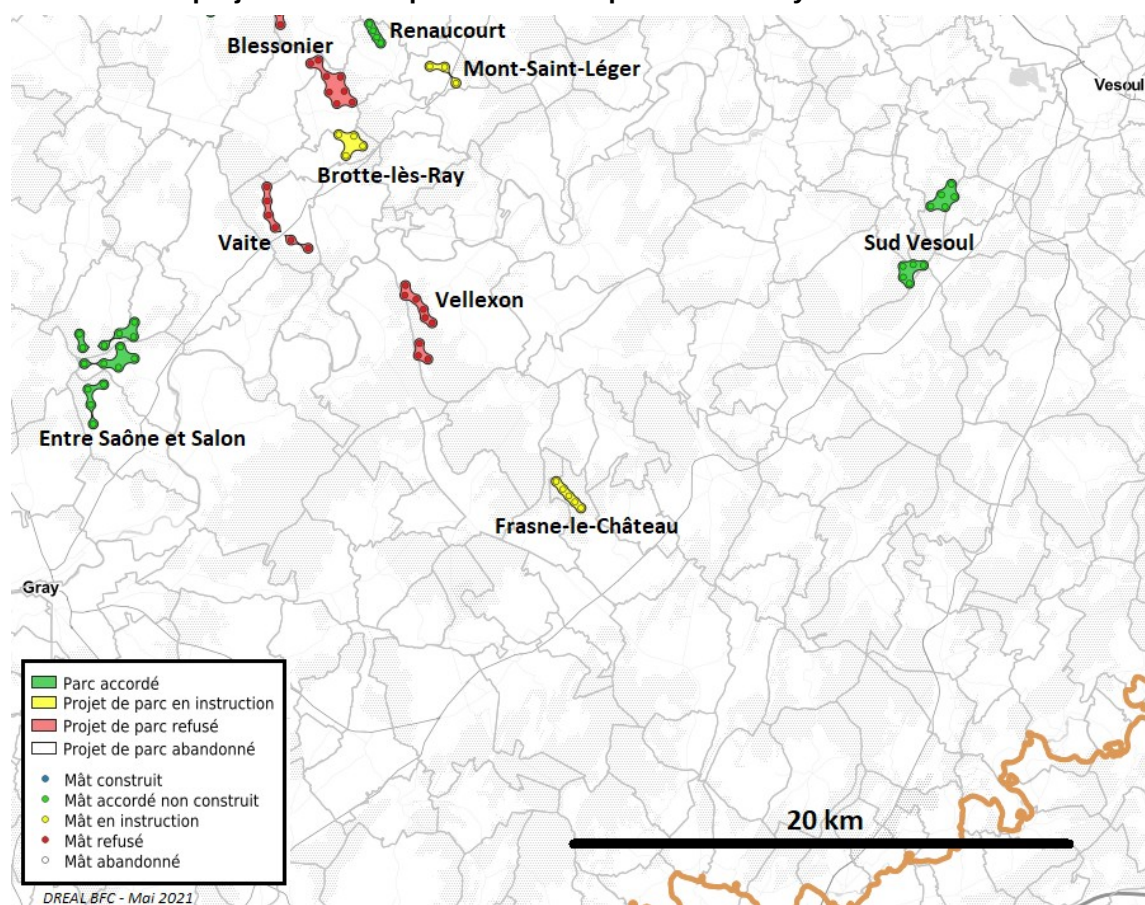 Renaucourt
Blessonier
Mont-Saint-Léger
Vesoul
Brotte-lès-Ray
Vaite
Sud Vesoul
Vellexon
Entre Saône et Salon
Frasne-le-Château
Gray
Parc accordé
Projet de parc en instruction
Projet de parc refusé
Projet de parc abandonné
Mât construit
Mât accordé non construit
Mât en instruction
Mât refusé
Mât abandonné
20 km
DREAL BFC - Mai 2021